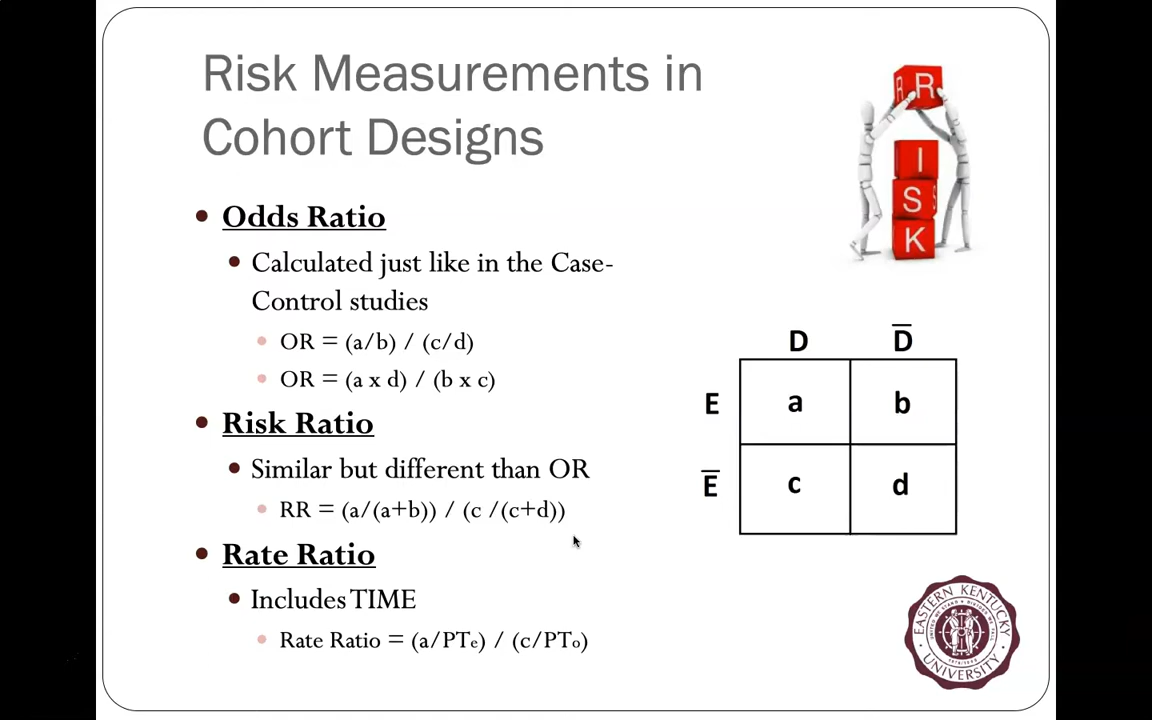 Risk Measurements in
Cohort Designs
R R
I
S S
K
• Odds Ratio
• Calculated just like in the Case-
Control studies
• OR = (a/b) / (c/d)
• OR = (a x d) / (b x c)
• Risk Ratio
• Similar but different than OR
• RR = (a/(a+b)) / (c /(c+d))
• Rate Ratio
• Includes TIME
• Rate Ratio = (a/PTe) / (c/PTo)
D D̅
E a b
E̅ c d
EASTERN KENTUCKY
UNIVERSITY